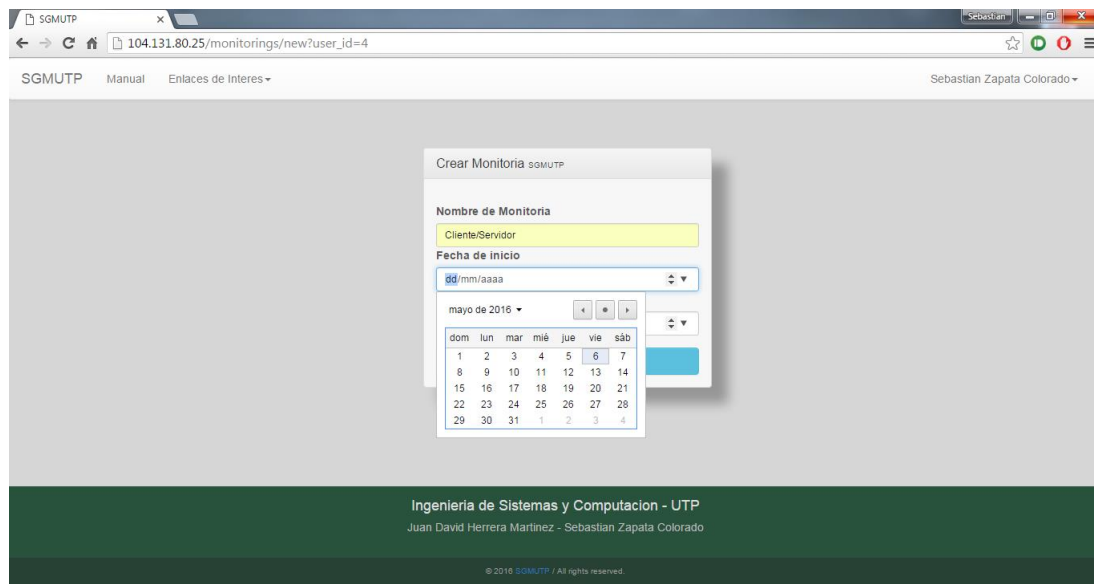 SGMUTP
Sebastian
104.131.80.25/monitorings/new?user_id=4
SGMUTP Manual Enlaces de Interes Sebastian Zapata Colorado
Crear Monitoria SGMUTP
Nombre de Monitoria
Cliente/Servidor
Fecha de inicio
dd/mm/aaaa
mayo de 2016
dom lun mar mié jue vie sáb
1 2 3 4 5 6 7
8 9 10 11 12 13 14
15 16 17 18 19 20 21
22 23 24 25 26 27 28
29 30 31 1 2 3 4
Ingenieria de Sistemas y Computacion - UTP
Juan David Herrera Martinez - Sebastian Zapata Colorado
© 2016 SGMUTP / All rights reserved.